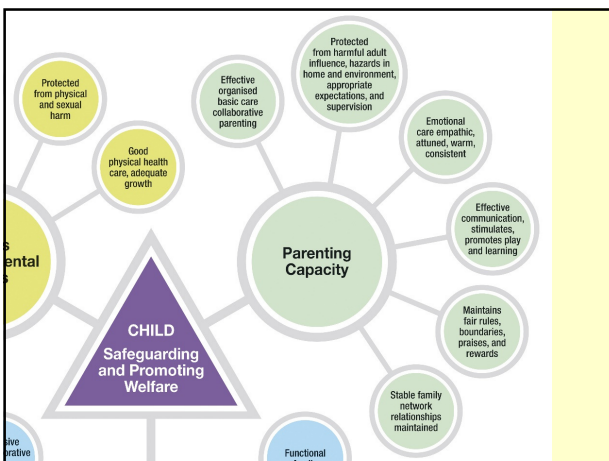 Protected
from physical
and sexual
harm
Good
physical health
care, adequate
growth
Effective
organised
basic care
collaborative
parenting
Protected
from harmful adult
influence, hazards in
home and environment,
appropriate
expectations, and
supervision
Emotional
care empathic,
attuned, warm,
consistent
Effective
communication,
stimulates,
promotes play
and learning
Maintains
fair rules,
boundaries,
praises, and
rewards
Stable family
network
relationships
maintained
Parenting
Capacity
CHILD
Safeguarding
and Promoting
Welfare
Functional